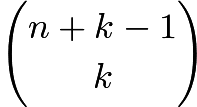 (n + k − 1
k)